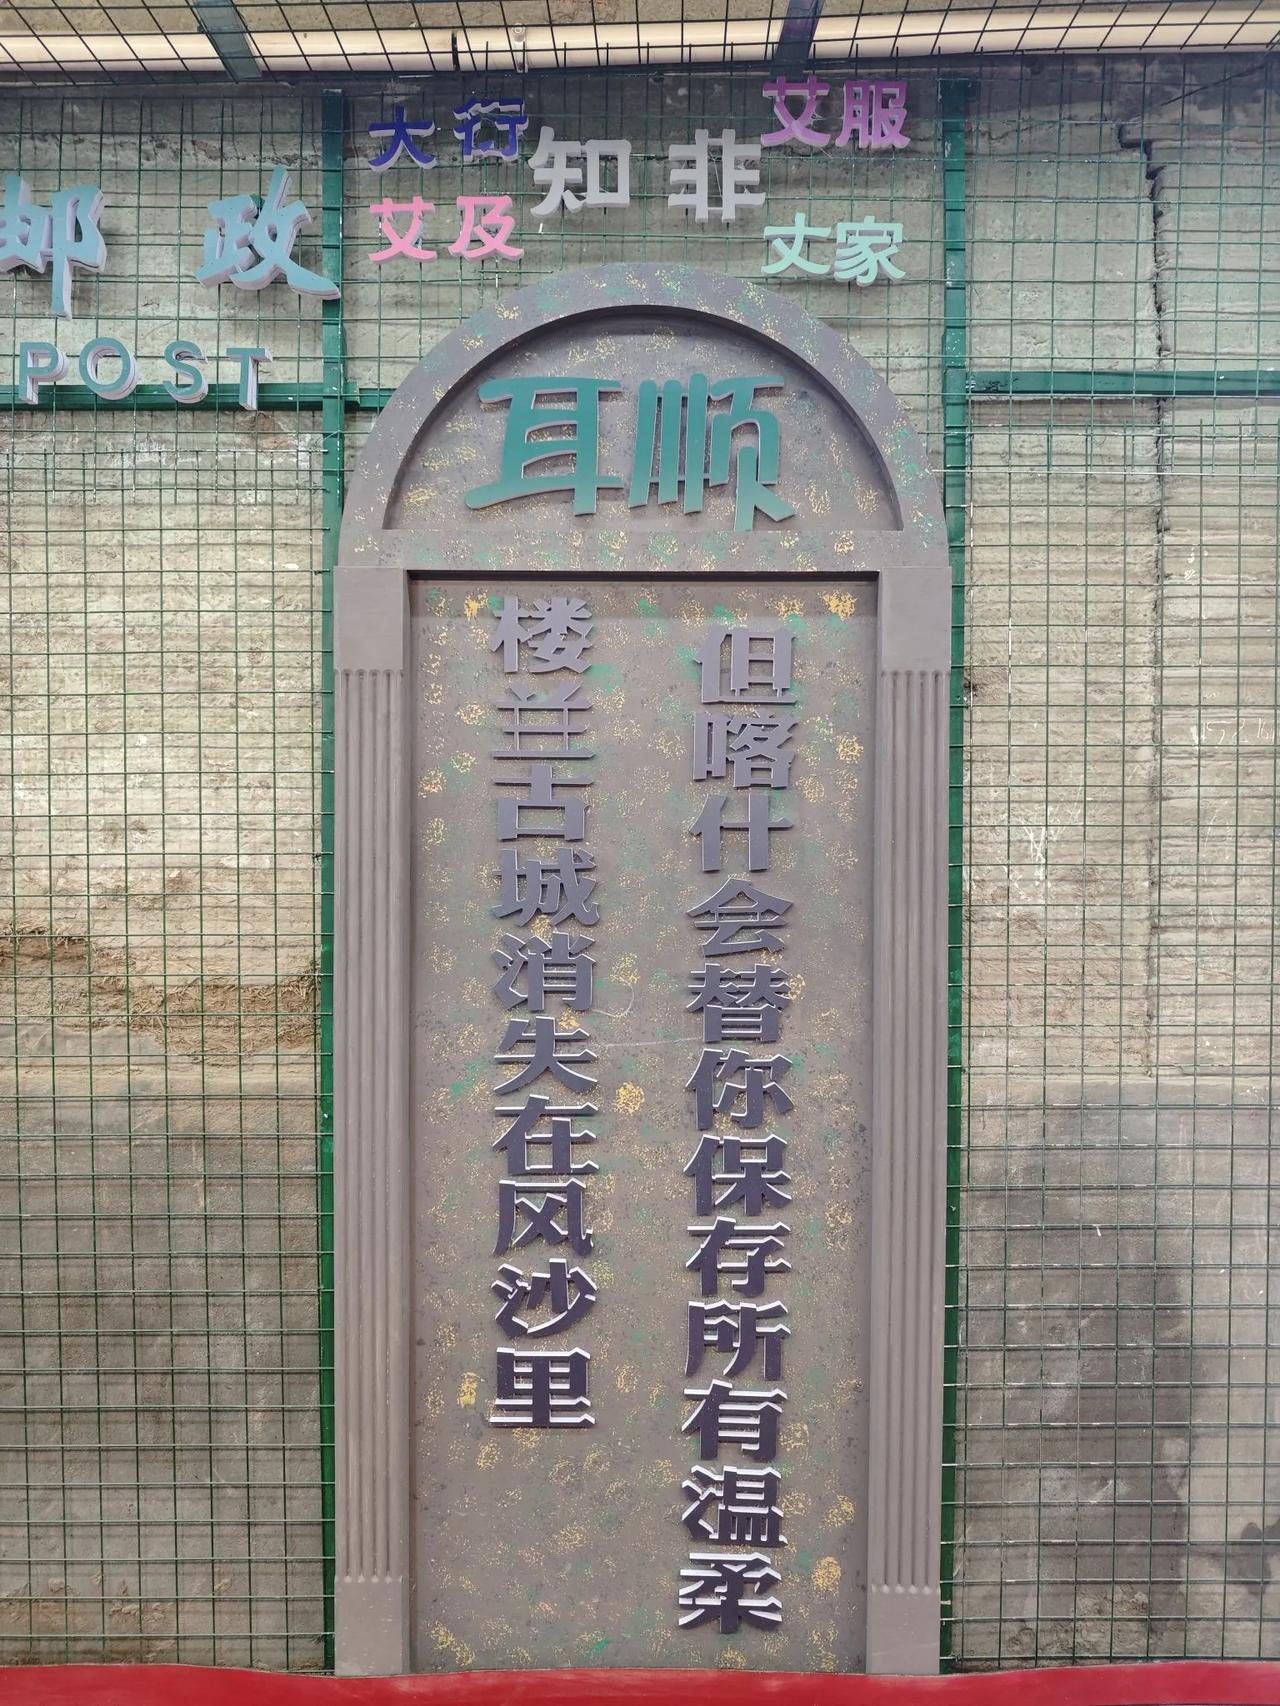 大衍
艾服
知非
艾及
丈家
邮政
POST
耳顺
楼兰古城消失在风沙里
但喀什会替你保存所有温柔